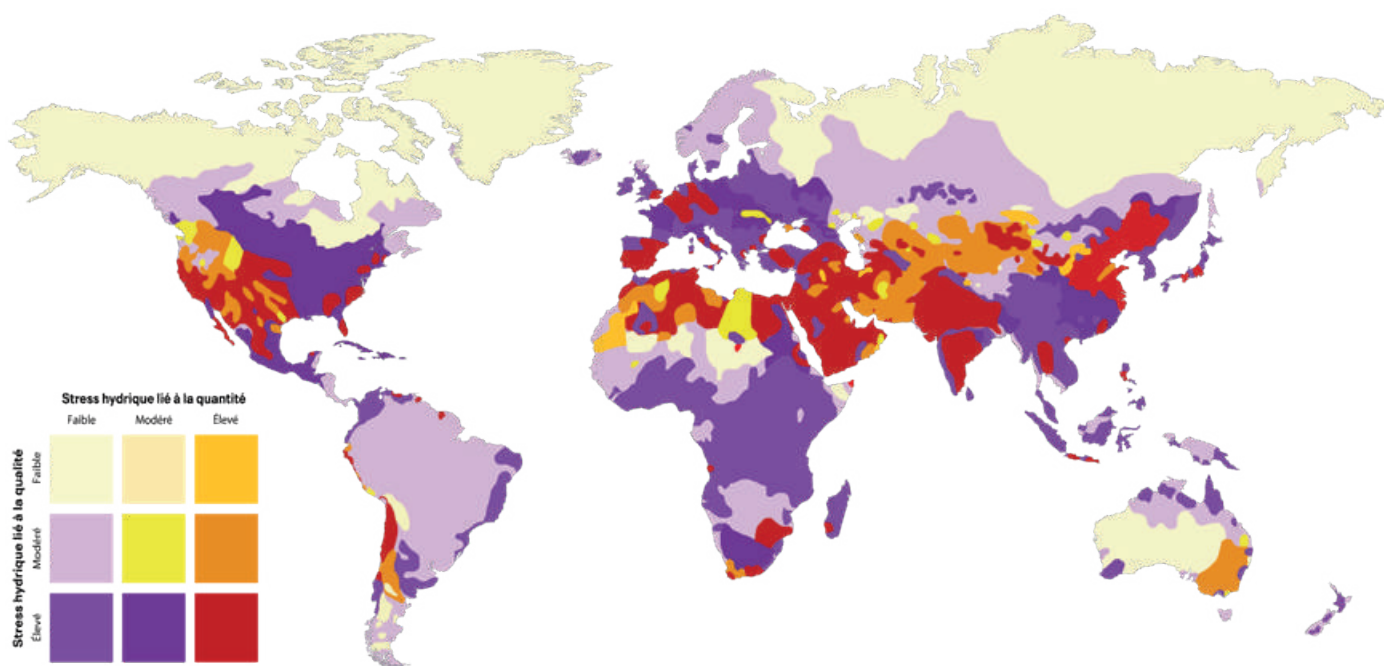 Stress hydrique lié à la quantité
Faible Modéré Élevé
Stress hydrique lié à la qualité
Faible
Modéré
Élevé